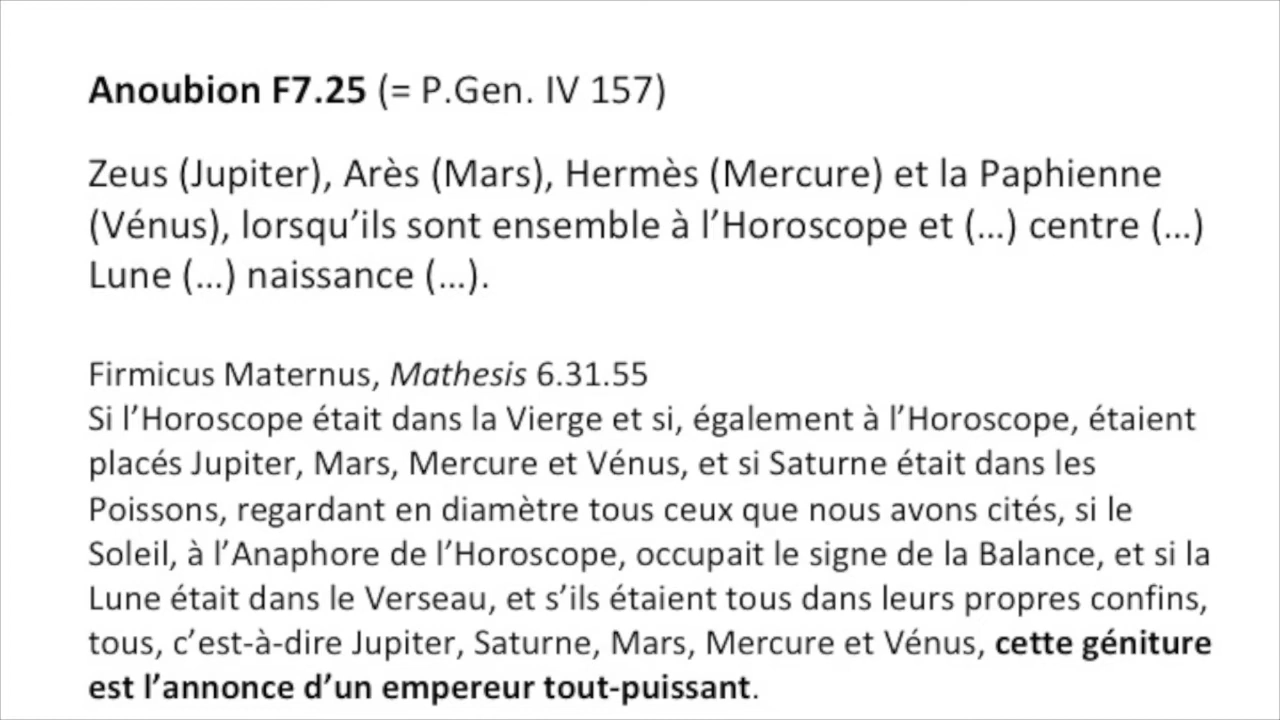 Anoubion F7.25 (= P.Gen. IV 157)
Zeus (Jupiter), Arès (Mars), Hermès (Mercure) et la Paphienne
(Vénus), lorsqu’ils sont ensemble à l’Horoscope et (…) centre (…)
Lune (…) naissance (…).
Firmicus Maternus, Mathesis 6.31.55
Si l’Horoscope était dans la Vierge et si, également à l’Horoscope, étaient
placés Jupiter, Mars, Mercure et Vénus, et si Saturne était dans les
Poissons, regardant en diamètre tous ceux que nous avons cités, si le
Soleil, à l’Anaphore de l’Horoscope, occupait le signe de la Balance, et si la
Lune était dans le Verseau, et s’ils étaient tous dans leurs propres confins,
tous, c’est-à-dire Jupiter, Saturne, Mars, Mercure et Vénus, cette géniture
est l’annonce d’un empereur tout-puissant.